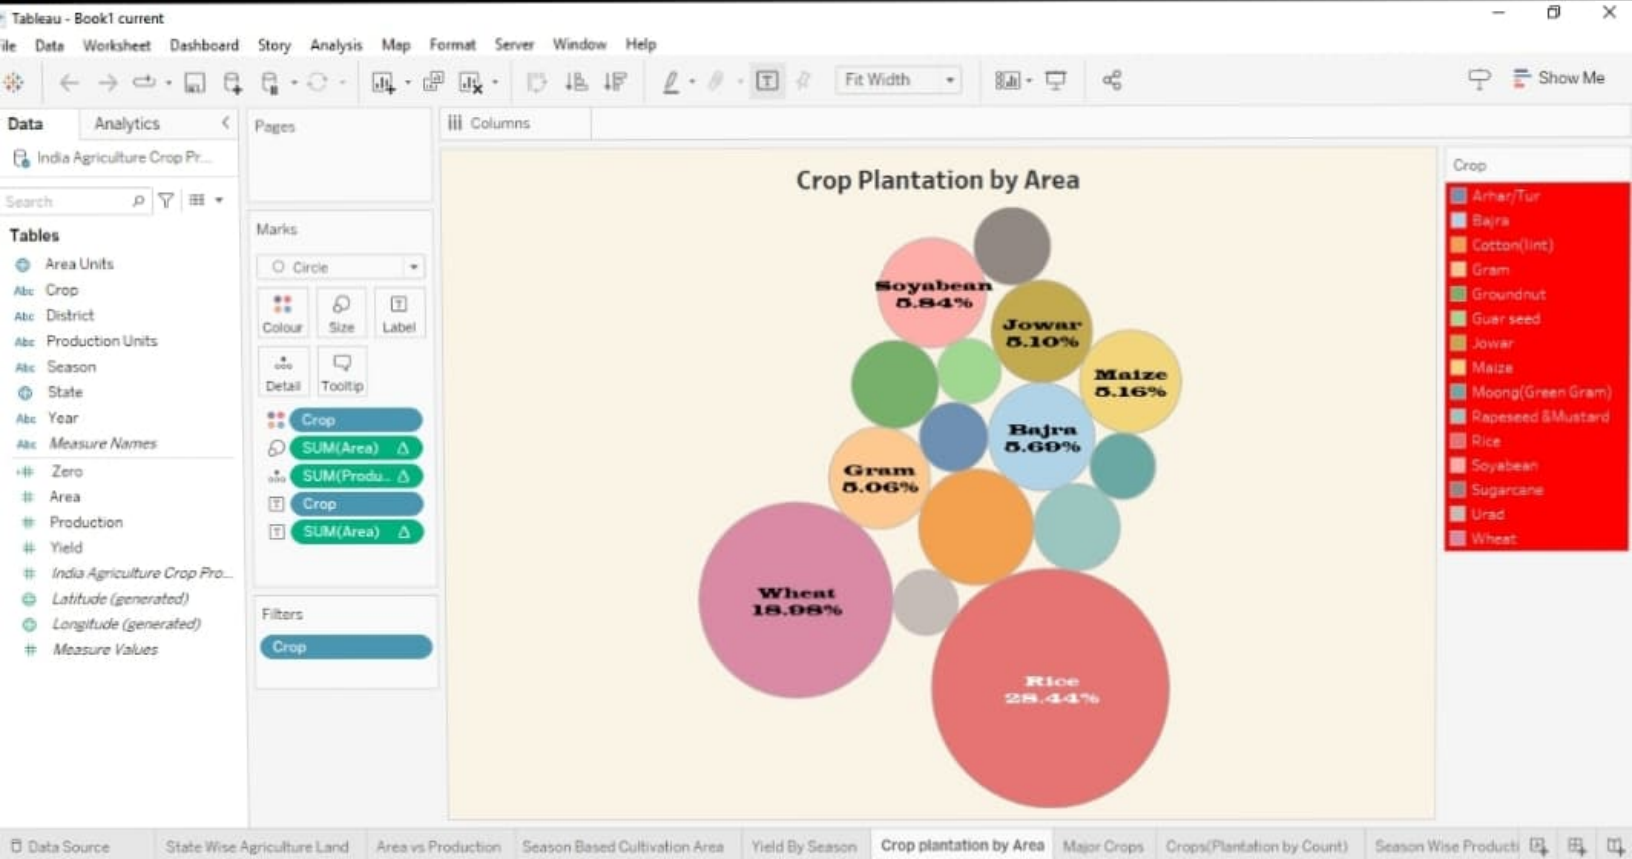 Tableau - Book1 current
ile Data Worksheet Dashboard Story Analysis Map Format Server Window Help
Fit Width
Show Me
Data Analytics
India Agriculture Crop Pr...
Search
Tables
Area Units
Abc Crop
Abc District
Abc Production Units
Abc Season
State
Abc Year
Abc Measure Names
Zero
# Area
# Production
# Yield
# India Agriculture Crop Pro...
Latitude (generated)
Longitude (generated)
# Measure Values
Pages
Marks
Circle
Colour Size Label
Detail Tooltip
Crop
SUM(Area) Δ
SUM(Produ.. Δ
Crop
SUM(Area) Δ
Filters
Crop
Columns
Crop Plantation by Area
Soyabean
5.84%
Jowar
5.10%
Maize
5.16%
Bajra
5.69%
Gram
5.06%
Wheat
18.98%
Rice
28.44%
Crop
Arhar/Tur
Bajra
Cotton(lint)
Gram
Groundnut
Guar seed
Jowar
Maize
Moong(Green Gram)
Rapeseed &Mustard
Rice
Soyabean
Sugarcane
Urad
Wheat
Data Source State Wise Agriculture Land Area vs Production Season Based Cultivation Area Yield By Season Crop plantation by Area Major Crops Crops(Plantation by Count) Season Wise Producti